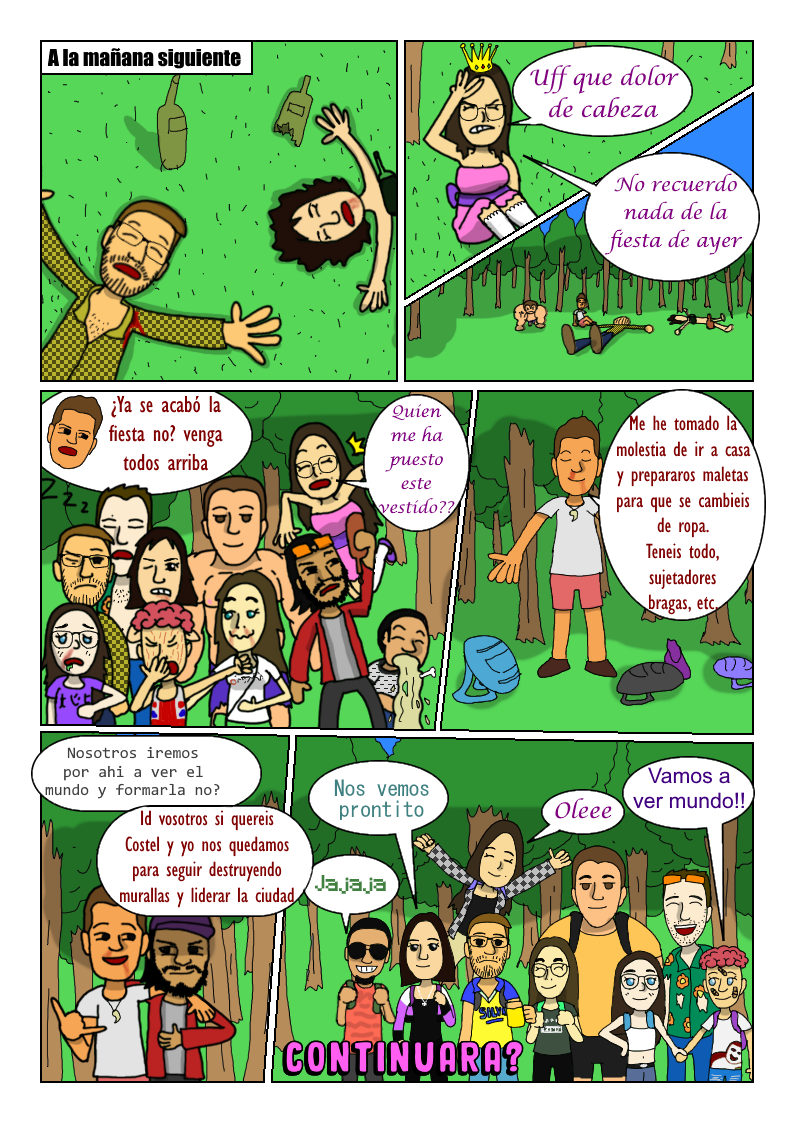 A la mañana siguiente
Uff que dolor
de cabeza
No recuerdo
nada de la
fiesta de ayer
¿Ya se acabó la
fiesta no? venga
todos arriba
Quien
me ha
puesto
este
vestido??
Zzz
Me he tomado la
molestia de ir a casa
y prepararos maletas
para que se cambieis
de ropa.
Teneis todo,
sujetadores
bragas, etc.
Nosotros iremos
por ahi a ver el
mundo y formarla no?
Id vosotros si quereis
Costel y yo nos quedamos
para seguir destruyendo
murallas y liderar la ciudad
Ja,ja,ja
Nos vemos
prontito
Oleee
Vamos a
ver mundo!!
CONTINUARA?